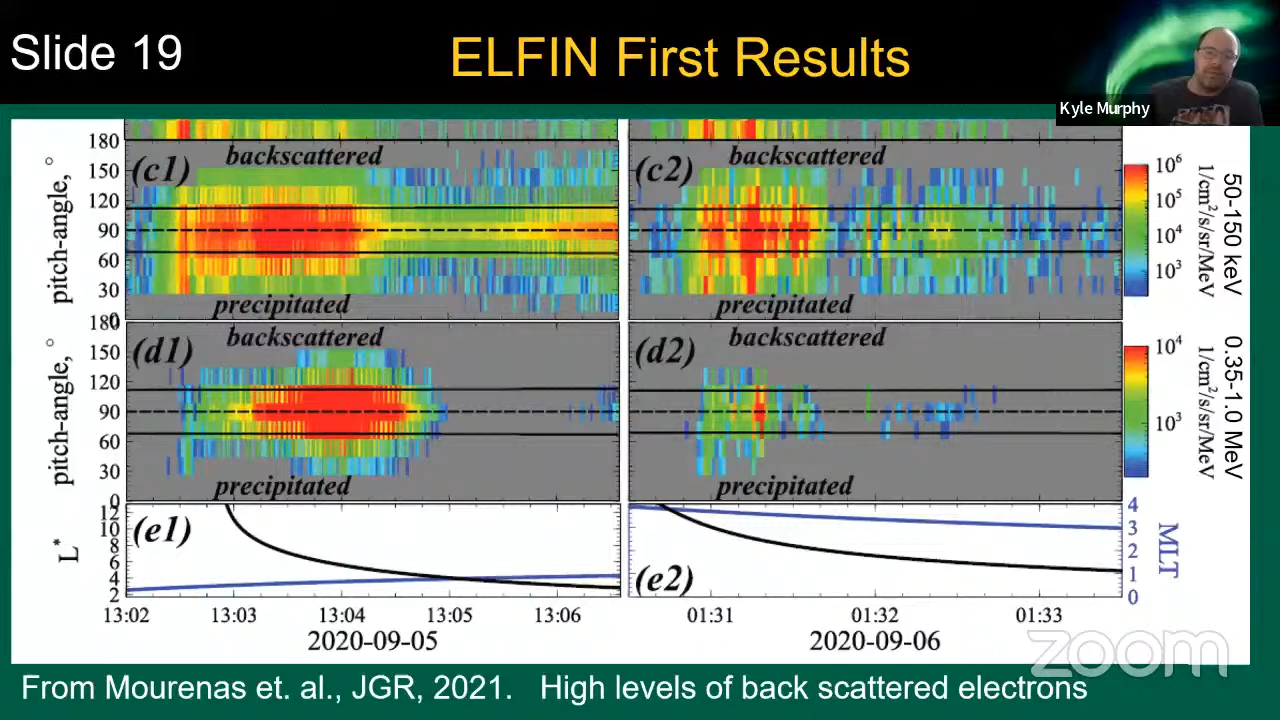 Slide 19
ELFIN First Results
Kyle Murphy
180
150
120
90
60
30
0
pitch-angle, °
(c1)
backscattered
precipitated
(c2)
backscattered
precipitated
10^6
10^5
10^4
10^3
1/cm^2/s/sr/MeV
50-150 keV
180
150
120
90
60
30
0
pitch-angle, °
(d1)
backscattered
precipitated
(d2)
backscattered
precipitated
10^4
10^3
1/cm^2/s/sr/MeV
0.35-1.0 MeV
12
10
8
6
4
2
L*
(e1)
(e2)
4
3
2
1
0
MLT
13:02 13:03 13:04 13:05 13:06
2020-09-05
01:31 01:32 01:33
2020-09-06
zoom
From Mourenas et. al., JGR, 2021. High levels of back scattered electrons